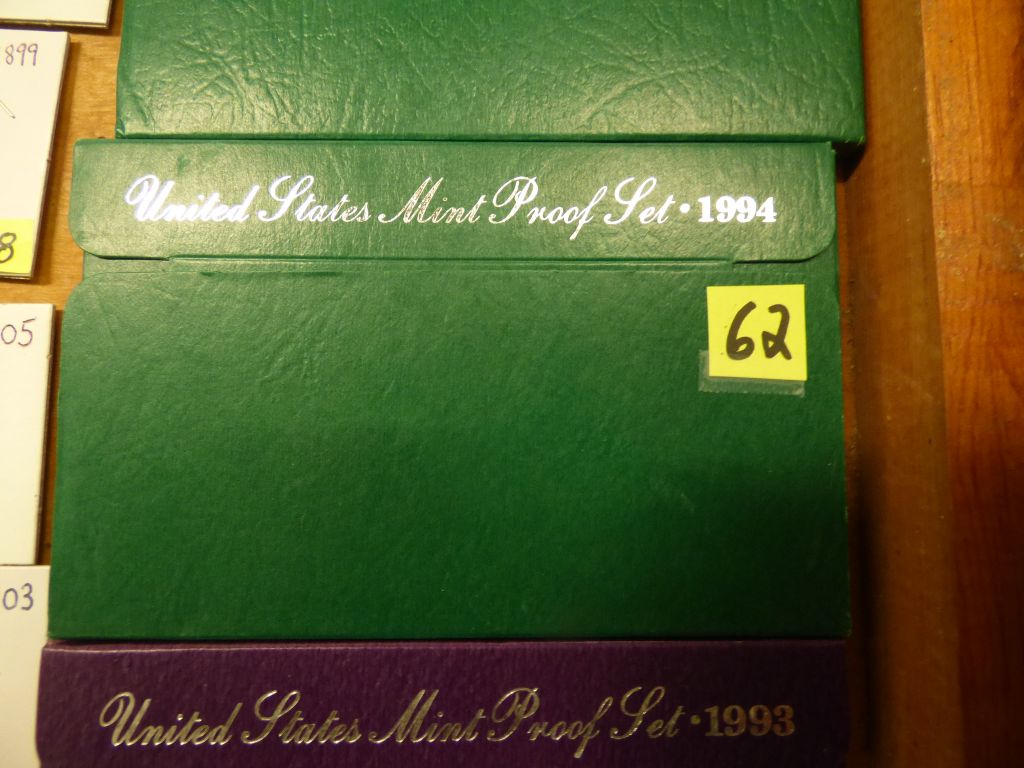 899
United States Mint Proof Set • 1994
8
62
05
03
United States Mint Proof Set • 1993